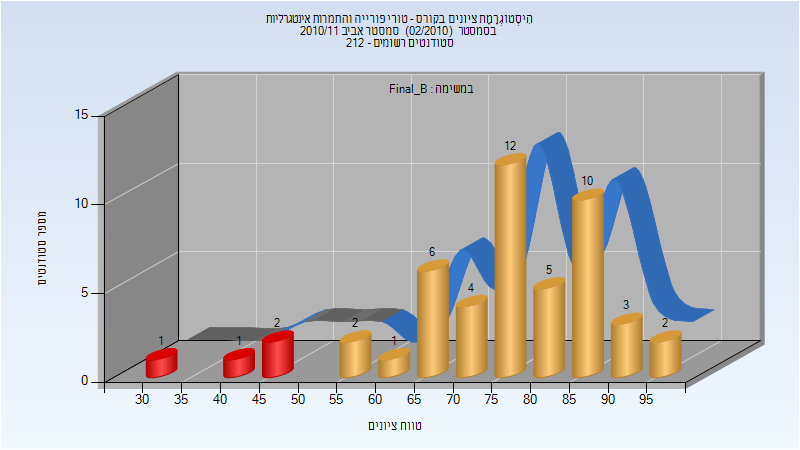 הִיסְטוֹגְרַמַת ציונים בקורס - טורי פורייה והתמרות אינטגרליות
בסמסטר (02/2010) סמסטר אביב 2010/11
סטודנטים רשומים - 212
במשימה : Final_B
מספר סטודנטים
15
10
5
0
1
1
2
2
1
6
4
12
5
10
3
2
30 35 40 45 50 55 60 65 70 75 80 85 90 95
טווח ציונים